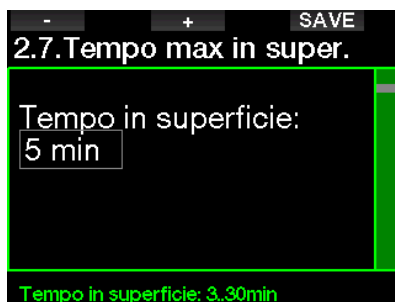 - + SAVE
2.7.Tempo max in super.
Tempo in superficie:
5 min
Tempo in superficie: 3..30min